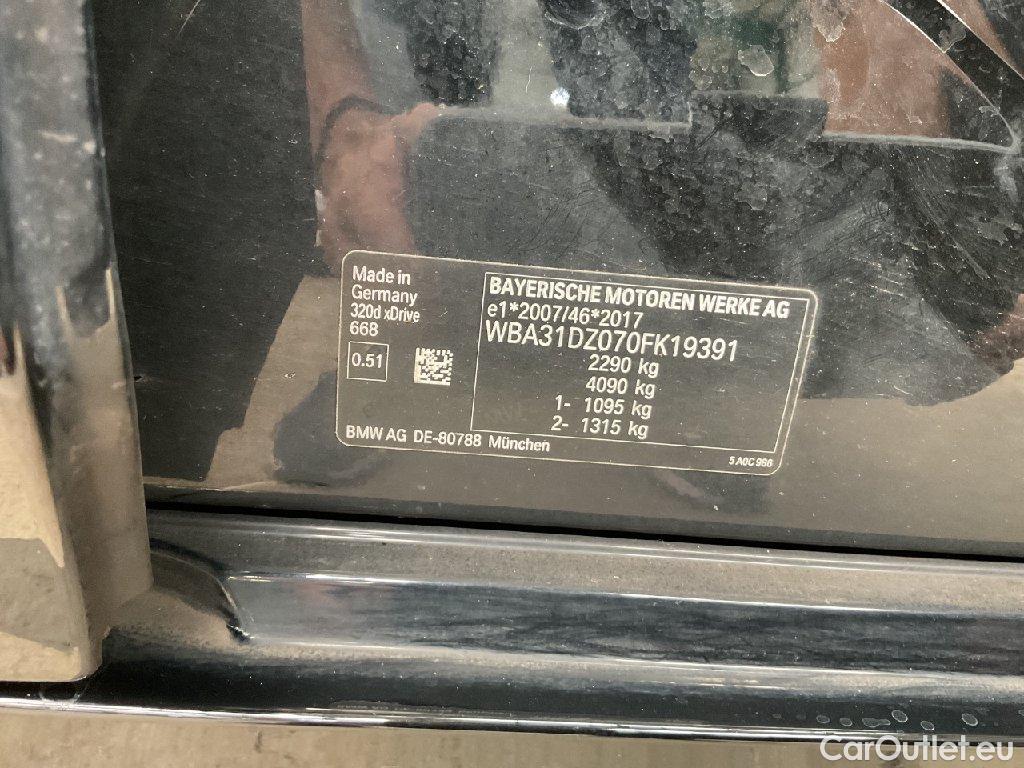 Made in
Germany
320d xDrive
668
0.51
BAYERISCHE MOTOREN WERKE AG
e1*2007/46*2017
WBA31DZ070FK19391
2290 kg
4090 kg
1- 1095 kg
2- 1315 kg
BMW AG DE-80788 München
5 A0C 966
CarOutlet.eu